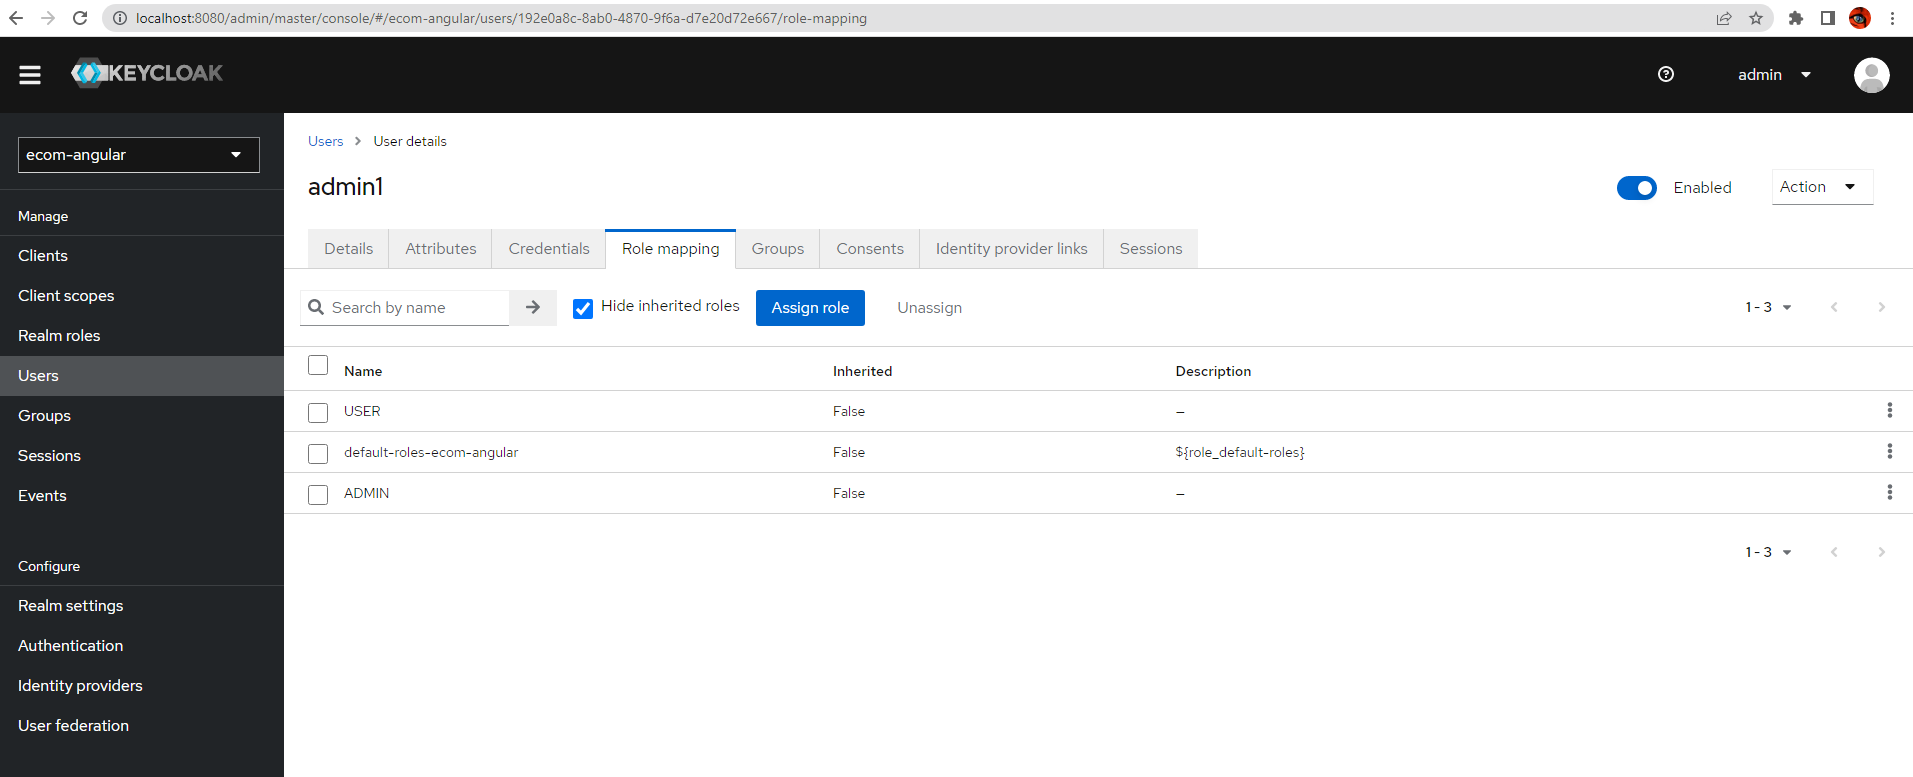 localhost:8080/admin/master/console/#/ecom-angular/users/192e0a8c-8ab0-4870-9f6a-d7e20d72e667/role-mapping
KEYCLOAK
admin
ecom-angular
Manage
Clients
Client scopes
Realm roles
Users
Groups
Sessions
Events
Configure
Realm settings
Authentication
Identity providers
User federation
Users > User details
admin1
Enabled
Action
Details Attributes Credentials Role mapping Groups Consents Identity provider links Sessions
Search by name Hide inherited roles Assign role Unassign 1 - 3
Name Inherited Description
USER False –
default-roles-ecom-angular False ${role_default-roles}
ADMIN False –
1 - 3